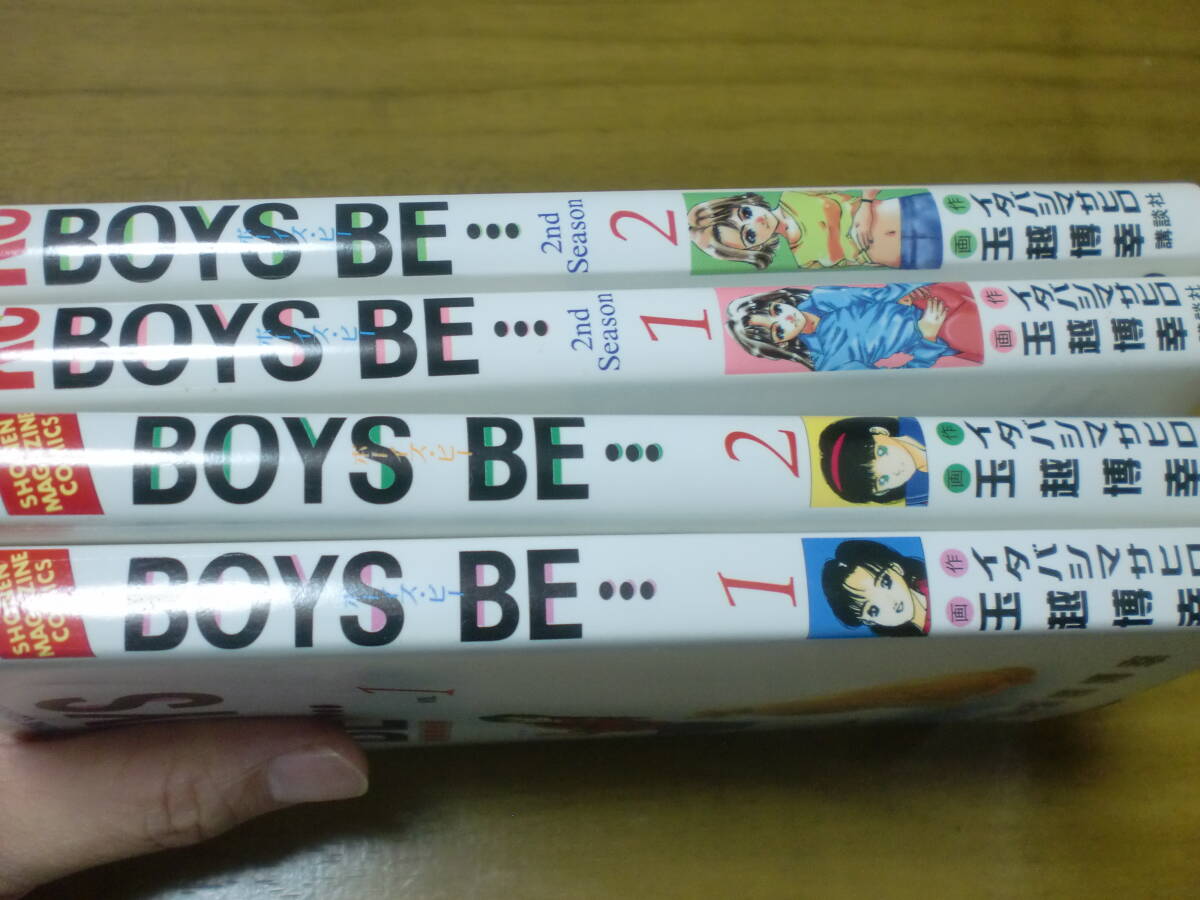 BOYS BE…
ボーイズ・ビー
2nd Season
2
作 イタバシマサヒロ
画 玉越博幸
講談社
BOYS BE…
ボーイズ・ビー
2nd Season
1
作 イタバシマサヒロ
画 玉越博幸
SHONEN MAGAZINE COMICS
BOYS BE…
ボーイズ・ビー
2
作 イタバシマサヒロ
画 玉越博幸
SHONEN MAGAZINE COMICS
BOYS BE…
ボーイズ・ビー
1
作 イタバシマサヒロ
画 玉越博幸
1